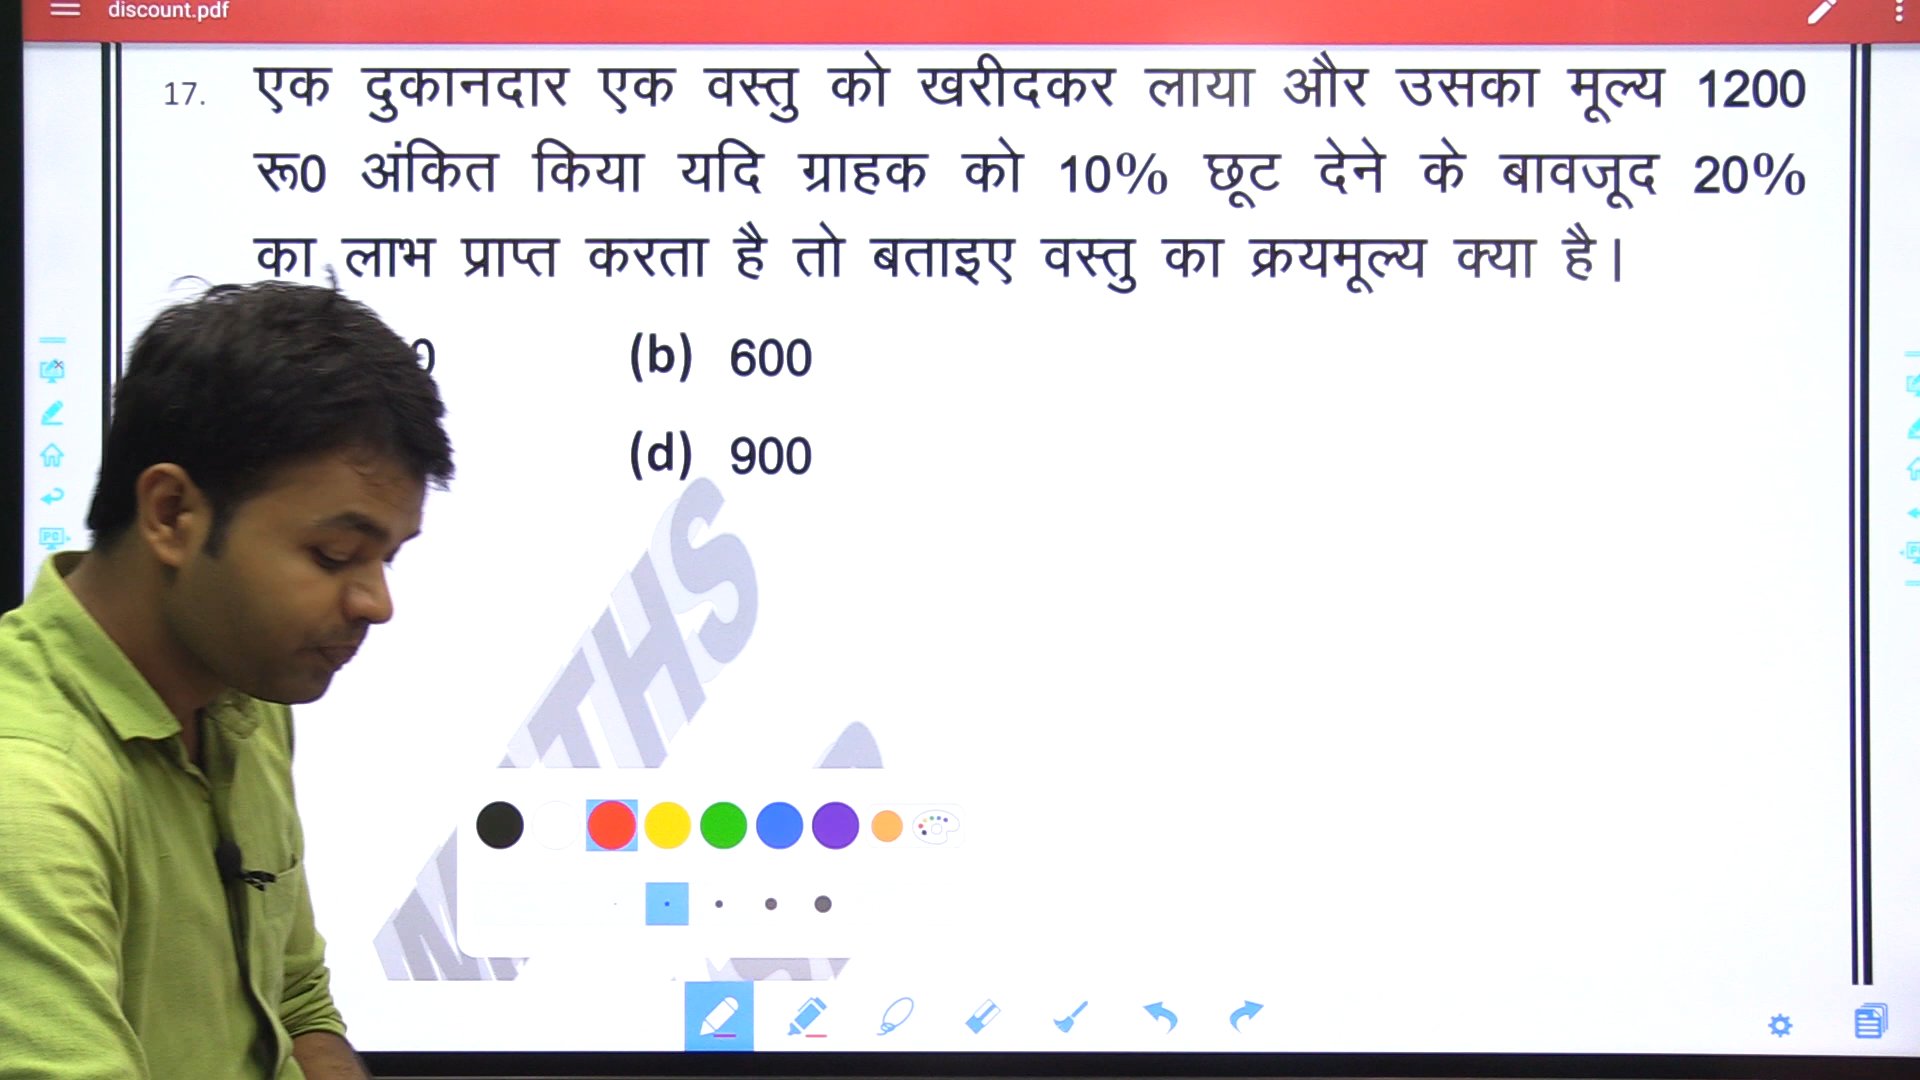 discount.pdf
17. एक दुकानदार एक वस्तु को खरीदकर लाया और उसका मूल्य 1200
रू0 अंकित किया यदि ग्राहक को 10% छूट देने के बावजूद 20%
का लाभ प्राप्त करता है तो बताइए वस्तु का क्रयमूल्य क्या है।
(b) 600
(d) 900
THS